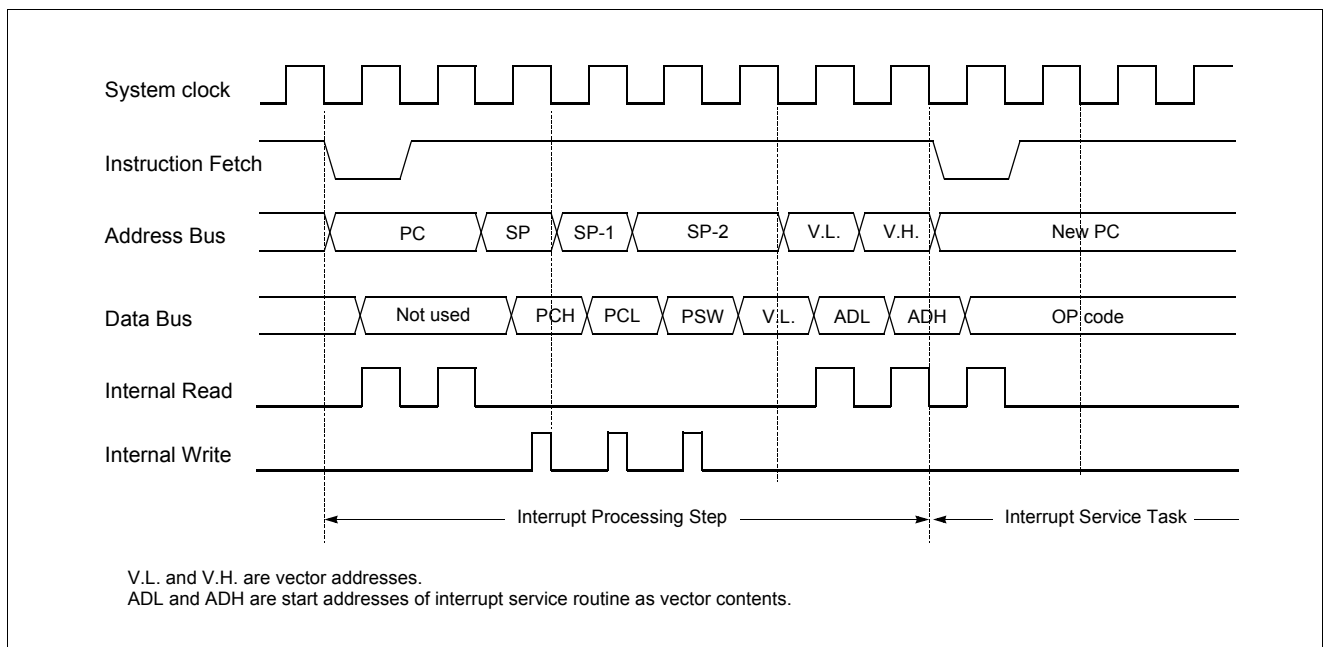 System clock
Instruction Fetch
Address Bus
PC
SP
SP-1
SP-2
V.L.
V.H.
New PC
Data Bus
Not used
PCH
PCL
PSW
V.L.
ADL
ADH
OP code
Internal Read
Internal Write
Interrupt Processing Step
Interrupt Service Task
V.L. and V.H. are vector addresses.
ADL and ADH are start addresses of interrupt service routine as vector contents.